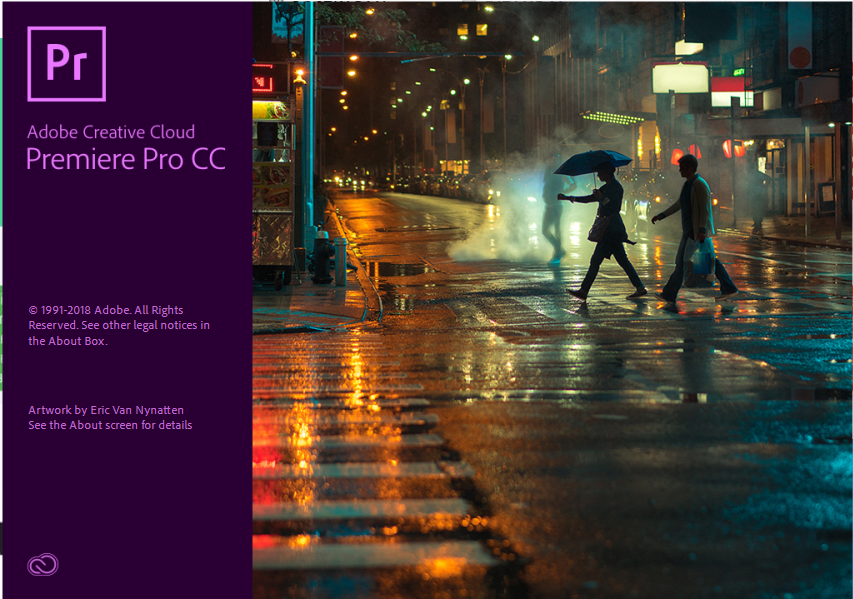 Pr
Adobe Creative Cloud
Premiere Pro CC
© 1991-2018 Adobe. All Rights
Reserved. See other legal notices in
the About Box.
Artwork by Eric Van Nynatten
See the About screen for details